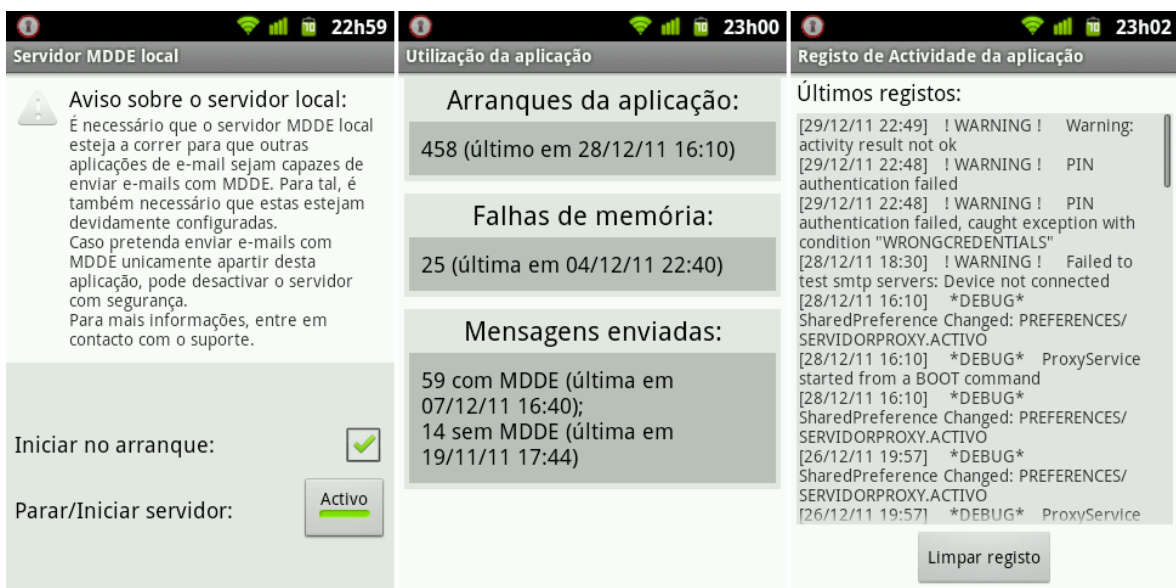 22h59
Servidor MDDE local
Aviso sobre o servidor local:
É necessário que o servidor MDDE local
esteja a correr para que outras
aplicações de e-mail sejam capazes de
enviar e-mails com MDDE. Para tal, é
também necessário que estas estejam
devidamente configuradas.
Caso pretenda enviar e-mails com
MDDE unicamente apartir desta
aplicação, pode desactivar o servidor
com segurança.
Para mais informações, entre em
contacto com o suporte.
Iniciar no arranque:
Parar/Iniciar servidor:
Activo
23h00
Utilização da aplicação
Arranques da aplicação:
458 (último em 28/12/11 16:10)
Falhas de memória:
25 (última em 04/12/11 22:40)
Mensagens enviadas:
59 com MDDE (última em
07/12/11 16:40);
14 sem MDDE (última em
19/11/11 17:44)
23h02
Registo de Actividade da aplicação
Últimos registos:
[29/12/11 22:49] ! WARNING ! Warning:
activity result not ok
[29/12/11 22:48] ! WARNING ! PIN
authentication failed
[29/12/11 22:48] ! WARNING ! PIN
authentication failed, caught exception with
condition "WRONGCREDENTIALS"
[28/12/11 18:30] ! WARNING ! Failed to
test smtp servers: Device not connected
[28/12/11 16:10] *DEBUG*
SharedPreference Changed: PREFERENCES/
SERVIDORPROXY.ACTIVO
[28/12/11 16:10] *DEBUG* ProxyService
started from a BOOT command
[28/12/11 16:10] *DEBUG*
SharedPreference Changed: PREFERENCES/
SERVIDORPROXY.ACTIVO
[26/12/11 19:57] *DEBUG*
SharedPreference Changed: PREFERENCES/
SERVIDORPROXY.ACTIVO
[26/12/11 19:57] *DEBUG* ProxyService
Limpar registo